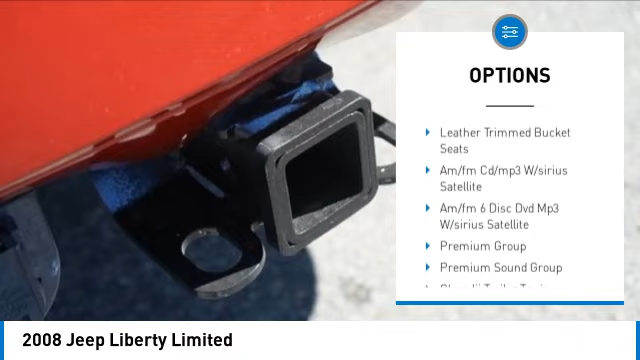 OPTIONS
Leather Trimmed Bucket
Seats
Am/fm Cd/mp3 W/sirius
Satellite
Am/fm 6 Disc Dvd Mp3
W/sirius Satellite
Premium Group
Premium Sound Group
2008 Jeep Liberty Limited